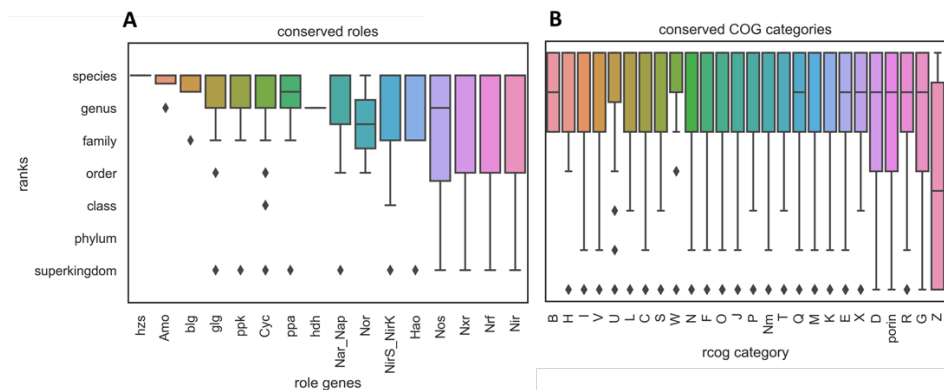 A
conserved roles
ranks
species
genus
family
order
class
phylum
superkingdom
hzs
Amo
blg
glg
ppk
Cyc
ppa
hdh
Nar_Nap
Nor
NirS_NirK
Hao
Nos
Nxr
Nrf
Nir
role genes
B
conserved COG categories
B
H
I
V
U
L
C
S
W
N
F
O
J
P
Nm
T
Q
M
K
E
X
D
porin
R
G
Z
rcog category